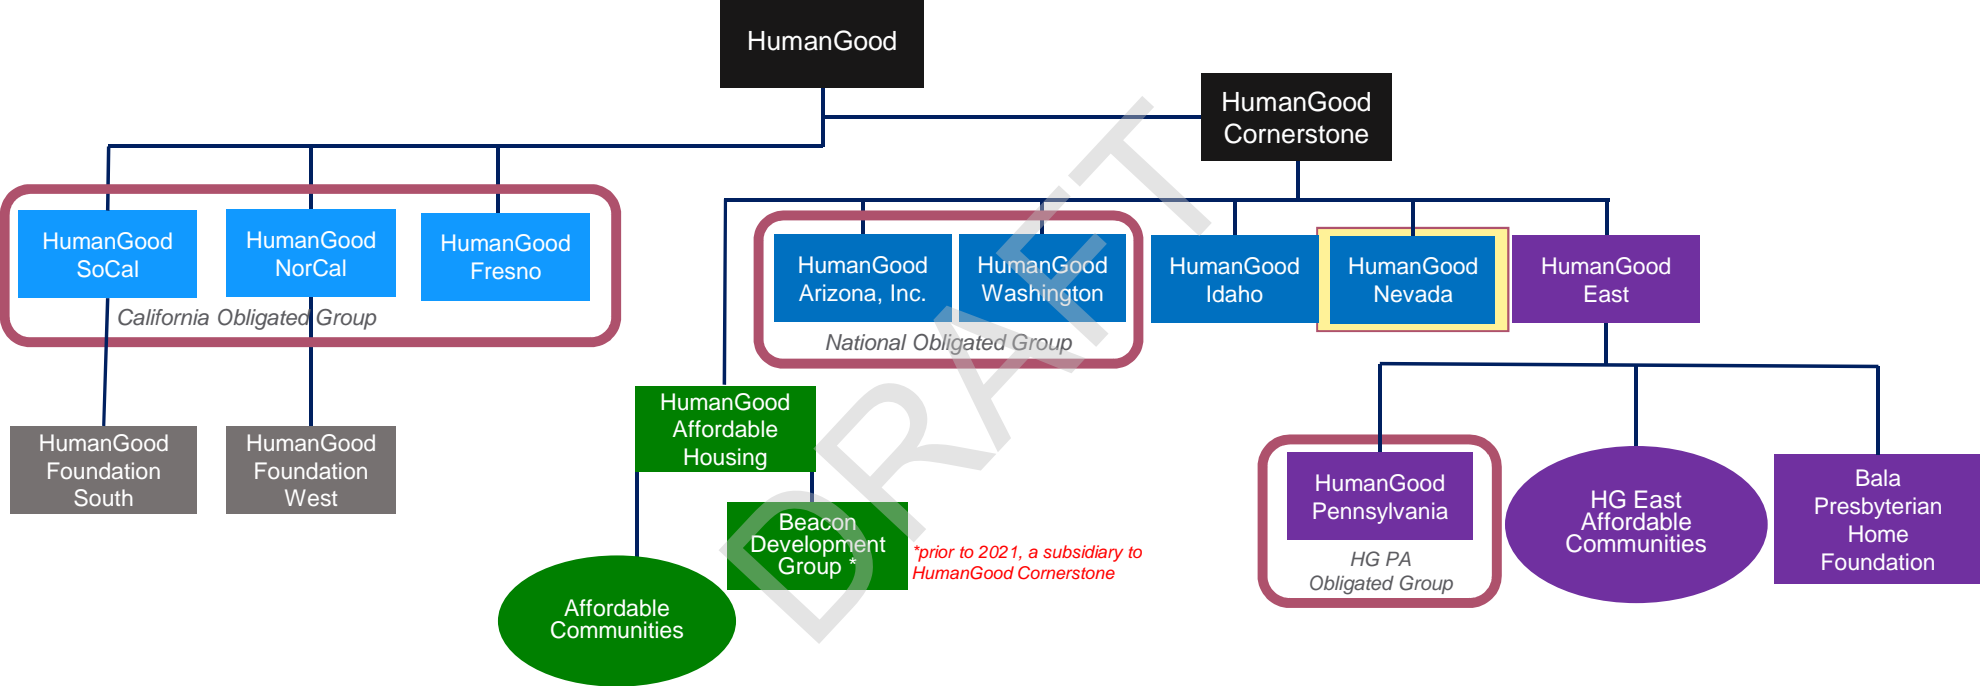 HumanGood
HumanGood
Cornerstone
HumanGood
SoCal
HumanGood
NorCal
HumanGood
Fresno
California Obligated Group
HumanGood
Arizona, Inc.
HumanGood
Washington
National Obligated Group
HumanGood
Idaho
HumanGood
Nevada
HumanGood
East
HumanGood
Foundation
South
HumanGood
Foundation
West
HumanGood
Affordable
Housing
Beacon
Development
Group *
*prior to 2021, a subsidiary to
HumanGood Cornerstone
Affordable
Communities
HumanGood
Pennsylvania
HG PA
Obligated Group
HG East
Affordable
Communities
Bala
Presbyterian
Home
Foundation
DRAFT